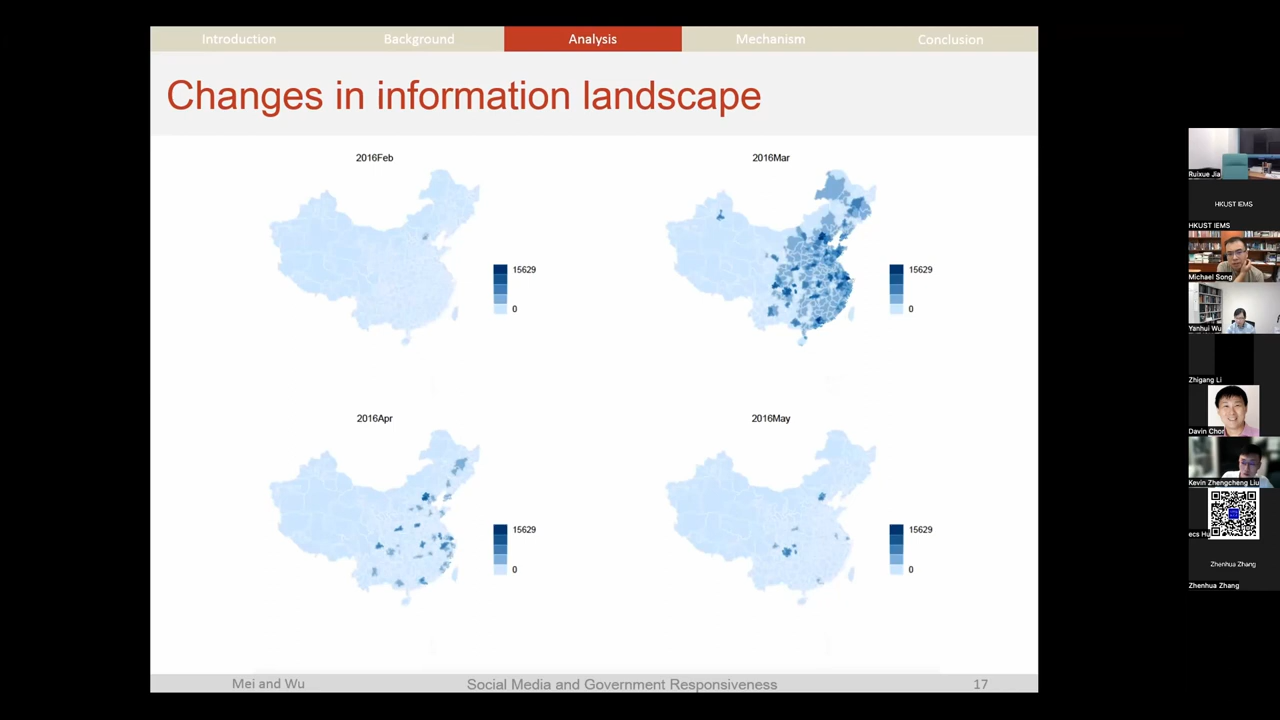 Introduction
Background
Analysis
Mechanism
Conclusion
Changes in information landscape
2016Feb
15629
0
2016Mar
15629
0
2016Apr
15629
0
2016May
15629
0
Mei and Wu
Social Media and Government Responsiveness
17
Ruixue Jia
HKUST IEMS
HKUST IEMS
Michael Song
Yanhui Wu
Zhigang Li
Davin Chor
Kevin Zhengcheng Liu
Zhenhua Zhang
Zhenhua Zhang